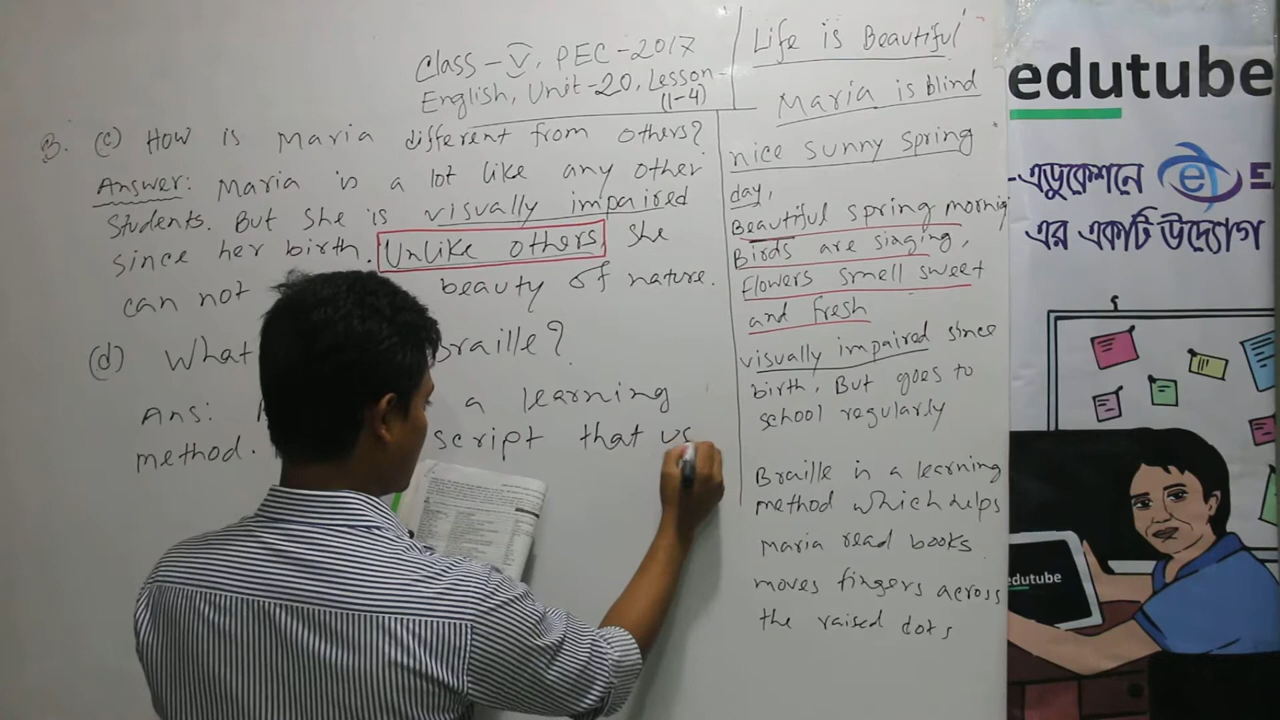 Class - V, PEC - 2017
English, Unit - 20, Lesson -
(1-4)
3. (c) How is Maria different from others?
Answer: Maria is a lot like any other
students. But she is visually impaired
since her birth. Unlike others, she
can not beauty of nature.
(d) What Braille?
Ans: a learning
method. script that us
Life is Beautiful
Maria is blind
nice sunny spring
day,
Beautiful spring morning
Birds are singing,
flowers smell sweet
and fresh
visually impaired since
birth. But goes to
school regularly
Braille is a learning
method which helps
Maria read books
moves fingers across
the raised dots
edutube
-এডুকেশনে e E
এর একটি উদ্যোগ
edutube